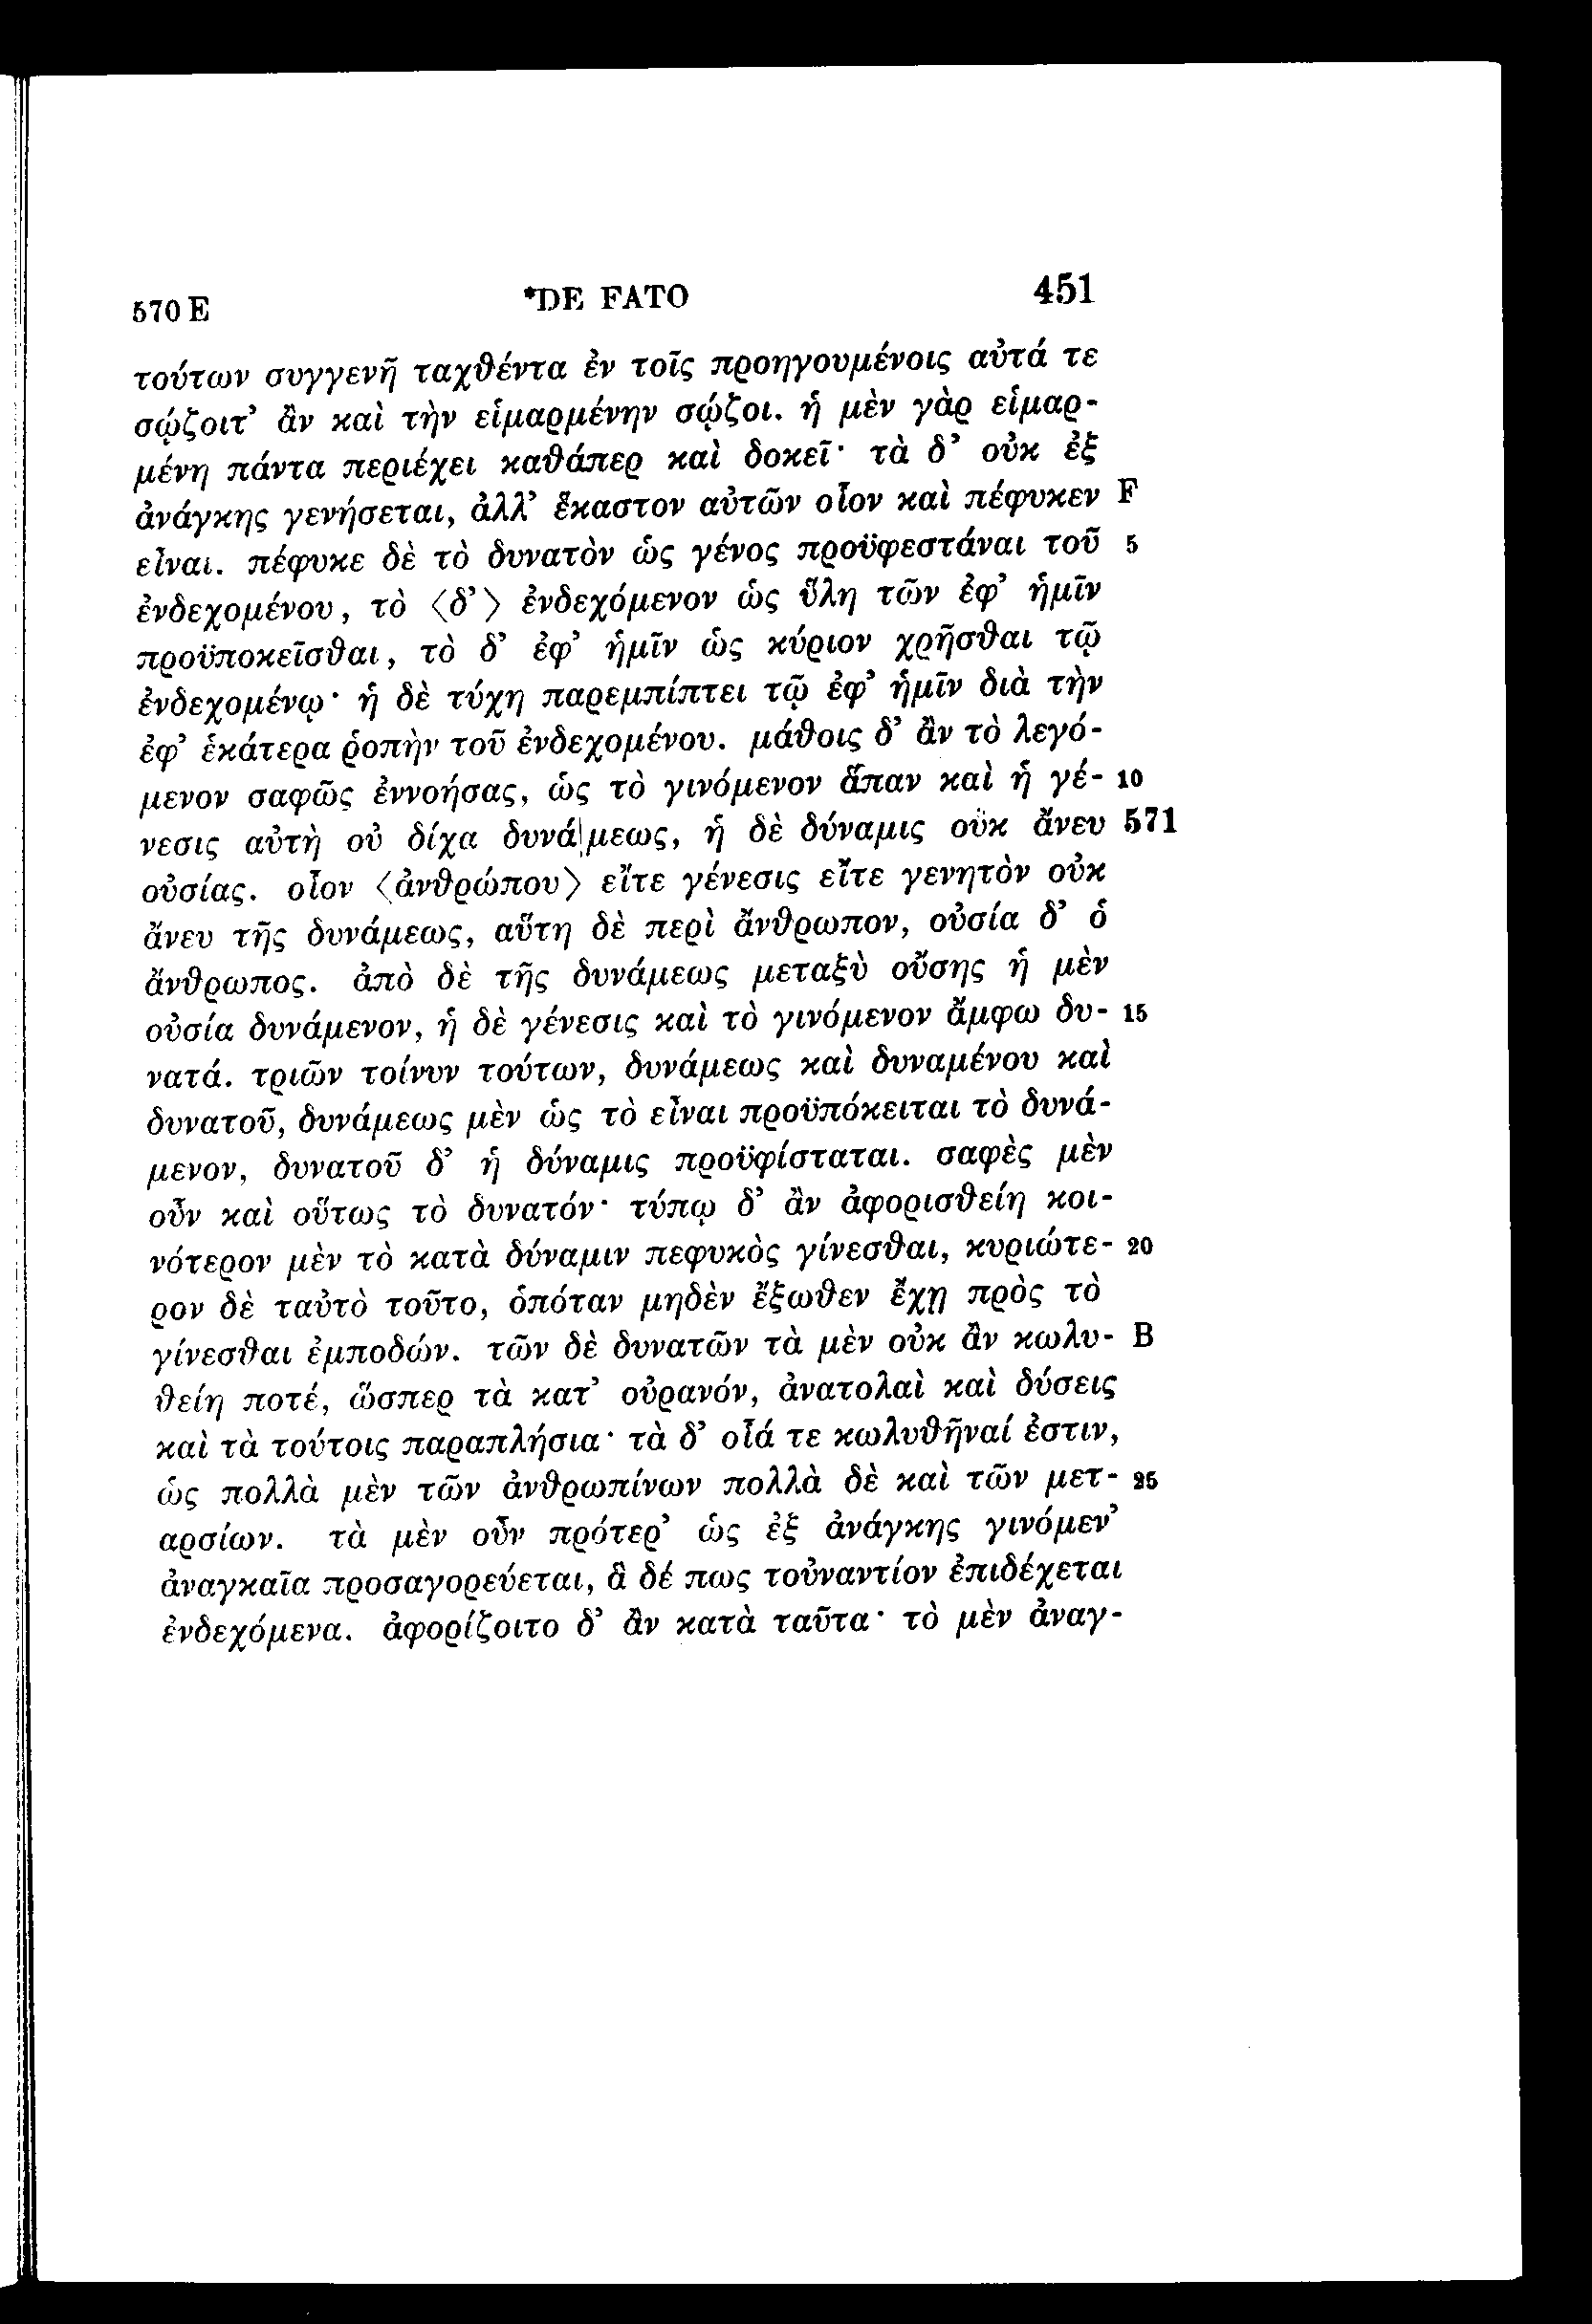 570 E *DE FATO 451
τούτων συγγενῆ ταχθέντα ἐν τοῖς προηγουμένοις αὐτά τε
σῴζοιτ’ ἂν καὶ τὴν εἱμαρμένην σῴζοι. ἡ μὲν γὰρ εἱμαρ-
μένη πάντα περιέχει καθάπερ καὶ δοκεῖ· τὰ δ’ οὐκ ἐξ
ἀνάγκης γενήσεται, ἀλλ’ ἕκαστον αὐτῶν οἷον καὶ πέφυκεν F
εἶναι. πέφυκε δὲ τὸ δυνατὸν ὡς γένος προϋφεστάναι τοῦ 5
ἐνδεχομένου, τὸ ⟨δ’⟩ ἐνδεχόμενον ὡς ὕλη τῶν ἐφ’ ἡμῖν
προϋποκεῖσθαι, τὸ δ’ ἐφ’ ἡμῖν ὡς κύριον χρῆσθαι τῷ
ἐνδεχομένῳ· ἡ δὲ τύχη παρεμπίπτει τῷ ἐφ’ ἡμῖν διὰ τὴν
ἐφ’ ἑκάτερα ῥοπὴν τοῦ ἐνδεχομένου. μάθοις δ’ ἂν τὸ λεγό-
μενον σαφῶς ἐννοήσας, ὡς τὸ γινόμενον ἅπαν καὶ ἡ γέ- 10
νεσις αὐτὴ οὐ δίχα δυνά|μεως, ἡ δὲ δύναμις οὐκ ἄνευ 571
οὐσίας. οἷον ⟨ἀνθρώπου⟩ εἴτε γένεσις εἴτε γενητὸν οὐκ
ἄνευ τῆς δυνάμεως, αὕτη δὲ περὶ ἄνθρωπον, οὐσία δ’ ὁ
ἄνθρωπος. ἀπὸ δὲ τῆς δυνάμεως μεταξὺ οὔσης ἡ μὲν
οὐσία δυνάμενον, ἡ δὲ γένεσις καὶ τὸ γινόμενον ἄμφω δυ- 15
νατά. τριῶν τοίνυν τούτων, δυνάμεως καὶ δυναμένου καὶ
δυνατοῦ, δυνάμεως μὲν ὡς τὸ εἶναι προϋπόκειται τὸ δυνά-
μενον, δυνατοῦ δ’ ἡ δύναμις προϋφίσταται. σαφὲς μὲν
οὖν καὶ οὕτως τὸ δυνατόν· τύπῳ δ’ ἂν ἀφορισθείη κοι-
νότερον μὲν τὸ κατὰ δύναμιν πεφυκὸς γίνεσθαι, κυριώτε- 20
ρον δὲ ταὐτὸ τοῦτο, ὁπόταν μηδὲν ἔξωθεν ἔχῃ πρὸς τὸ
γίνεσθαι ἐμποδών. τῶν δὲ δυνατῶν τὰ μὲν οὐκ ἂν κωλυ- B
θείη ποτέ, ὥσπερ τὰ κατ’ οὐρανόν, ἀνατολαὶ καὶ δύσεις
καὶ τὰ τούτοις παραπλήσια· τὰ δ’ οἷά τε κωλυθῆναί ἐστιν,
ὡς πολλὰ μὲν τῶν ἀνθρωπίνων πολλὰ δὲ καὶ τῶν μετ- 25
αρσίων. τὰ μὲν οὖν πρότερ’ ὡς ἐξ ἀνάγκης γινόμεν’
ἀναγκαῖα προσαγορεύεται, ἃ δέ πως τοὐναντίον ἐπιδέχεται
ἐνδεχόμενα. ἀφορίζοιτο δ’ ἂν κατὰ ταῦτα· τὸ μὲν ἀναγ-